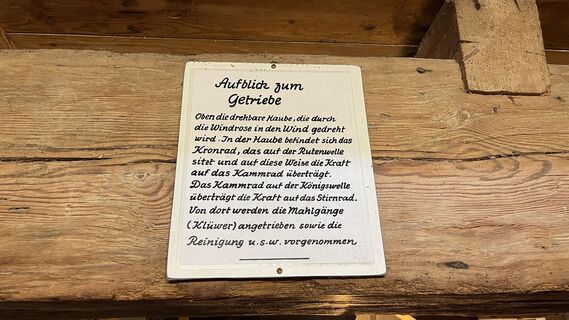 Aufblick zum
Getriebe
Oben die drehbare Haube, die durch
die Windrose in den Wind gedreht
wird. In der Haube befindet sich das
Kronrad, das auf der Rutenwelle
sitzt und auf diese Weise die Kraft
auf das Kammrad überträgt.
Das Kammrad auf der Königswelle
überträgt die Kraft auf das Stirnrad.
Von dort werden die Mahlgänge
(Klüwer) angetrieben sowie die
Reinigung u.s.w. vorgenommen